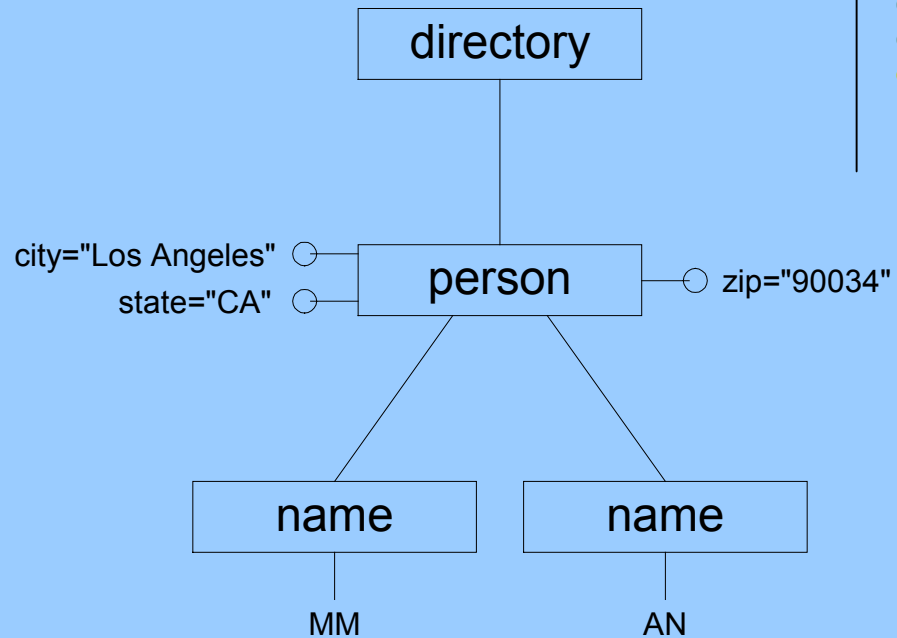 directory
city="Los Angeles"
state="CA"
person
zip="90034"
name
name
MM
AN